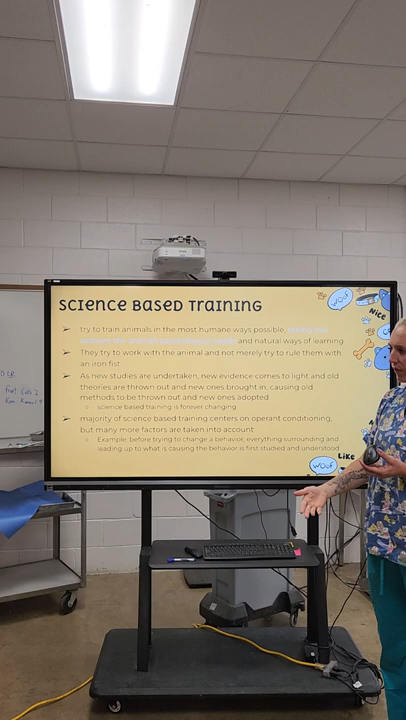 Science Based Training
woof
Nice
➤ try to train animals in the most humane ways possible, taking into
account the animals
and natural ways of learning
➤ They try to work with the animal and not merely try to rule them with
an iron fist
➤ As new studies are undertaken, new evidence comes to light and old
theories are thrown out and new ones brought in, causing old
methods to be thrown out and new ones adopted
○ science based training is forever changing
➤ majority of science based training centers on operant conditioning,
but many more factors are taken into account
○ Example: before trying to change a behavior, everything surrounding and
leading up to what is causing the behavior is first studied and understood
woof
Like